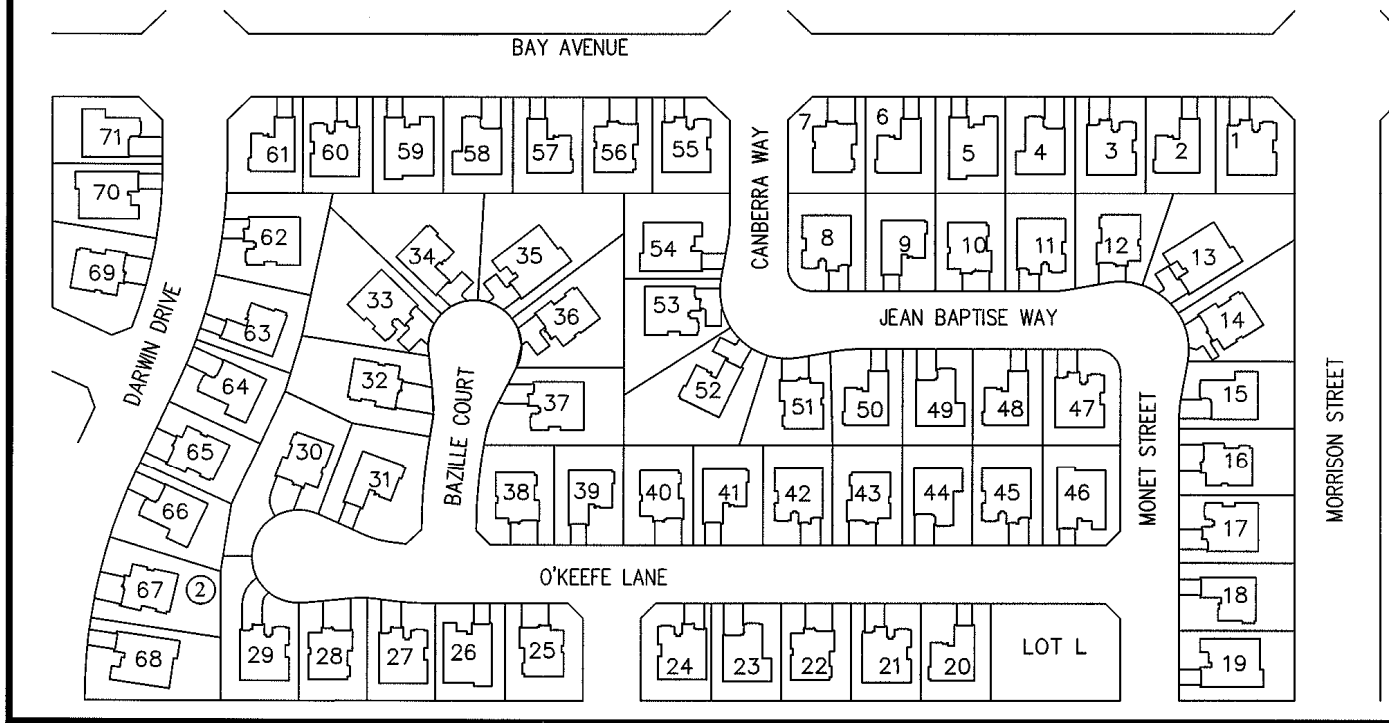 BAY AVENUE
71
61 60 59 58 57 56 55
7 6 5 4 3 2 1
70
CANBERRA WAY
62 34 35 54 8 9 10 11 12 13
69
33 36 53 14
DARWIN DRIVE
63
JEAN BAPTISE WAY
64 32 37 52 51 50 49 48 47 15
BAZILLE COURT
MONET STREET
MORRISON STREET
65 30 31 16
66 38 39 40 41 42 43 44 45 46 17
67 2
O'KEEFE LANE
18
68 29 28 27 26 25 24 23 22 21 20 LOT L 19